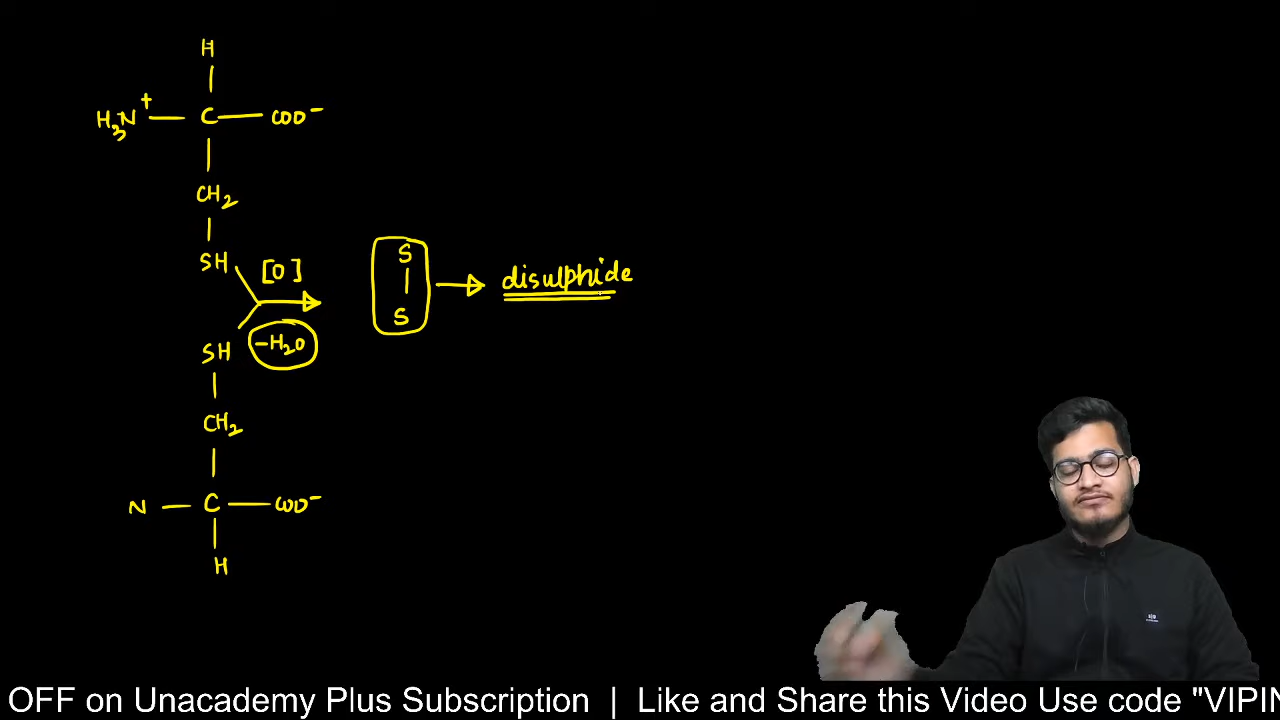 H
H₃N⁺ — C — COO⁻
CH₂
SH
[O]
S
S
disulphide
-H₂O
SH
CH₂
N — C — COO⁻
H
OFF on Unacademy Plus Subscription | Like and Share this Video Use code "VIPIN